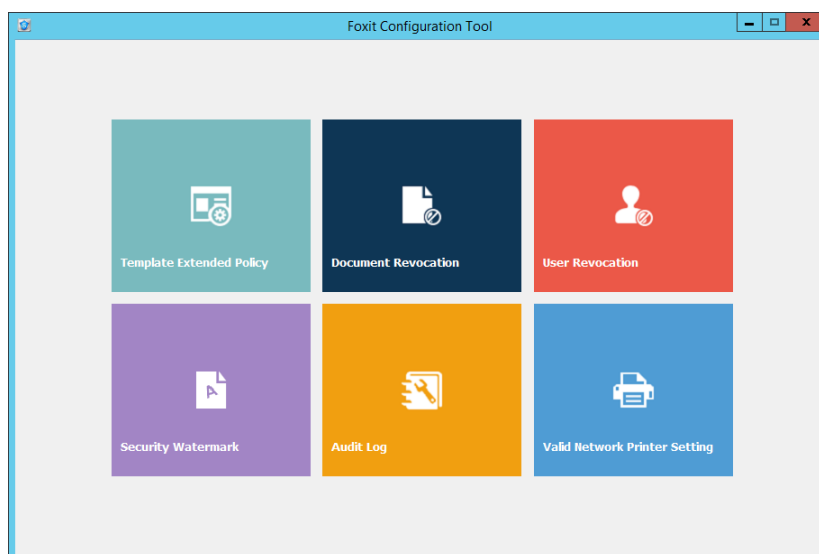 Foxit Configuration Tool
Template Extended Policy
Document Revocation
User Revocation
Security Watermark
Audit Log
Valid Network Printer Setting